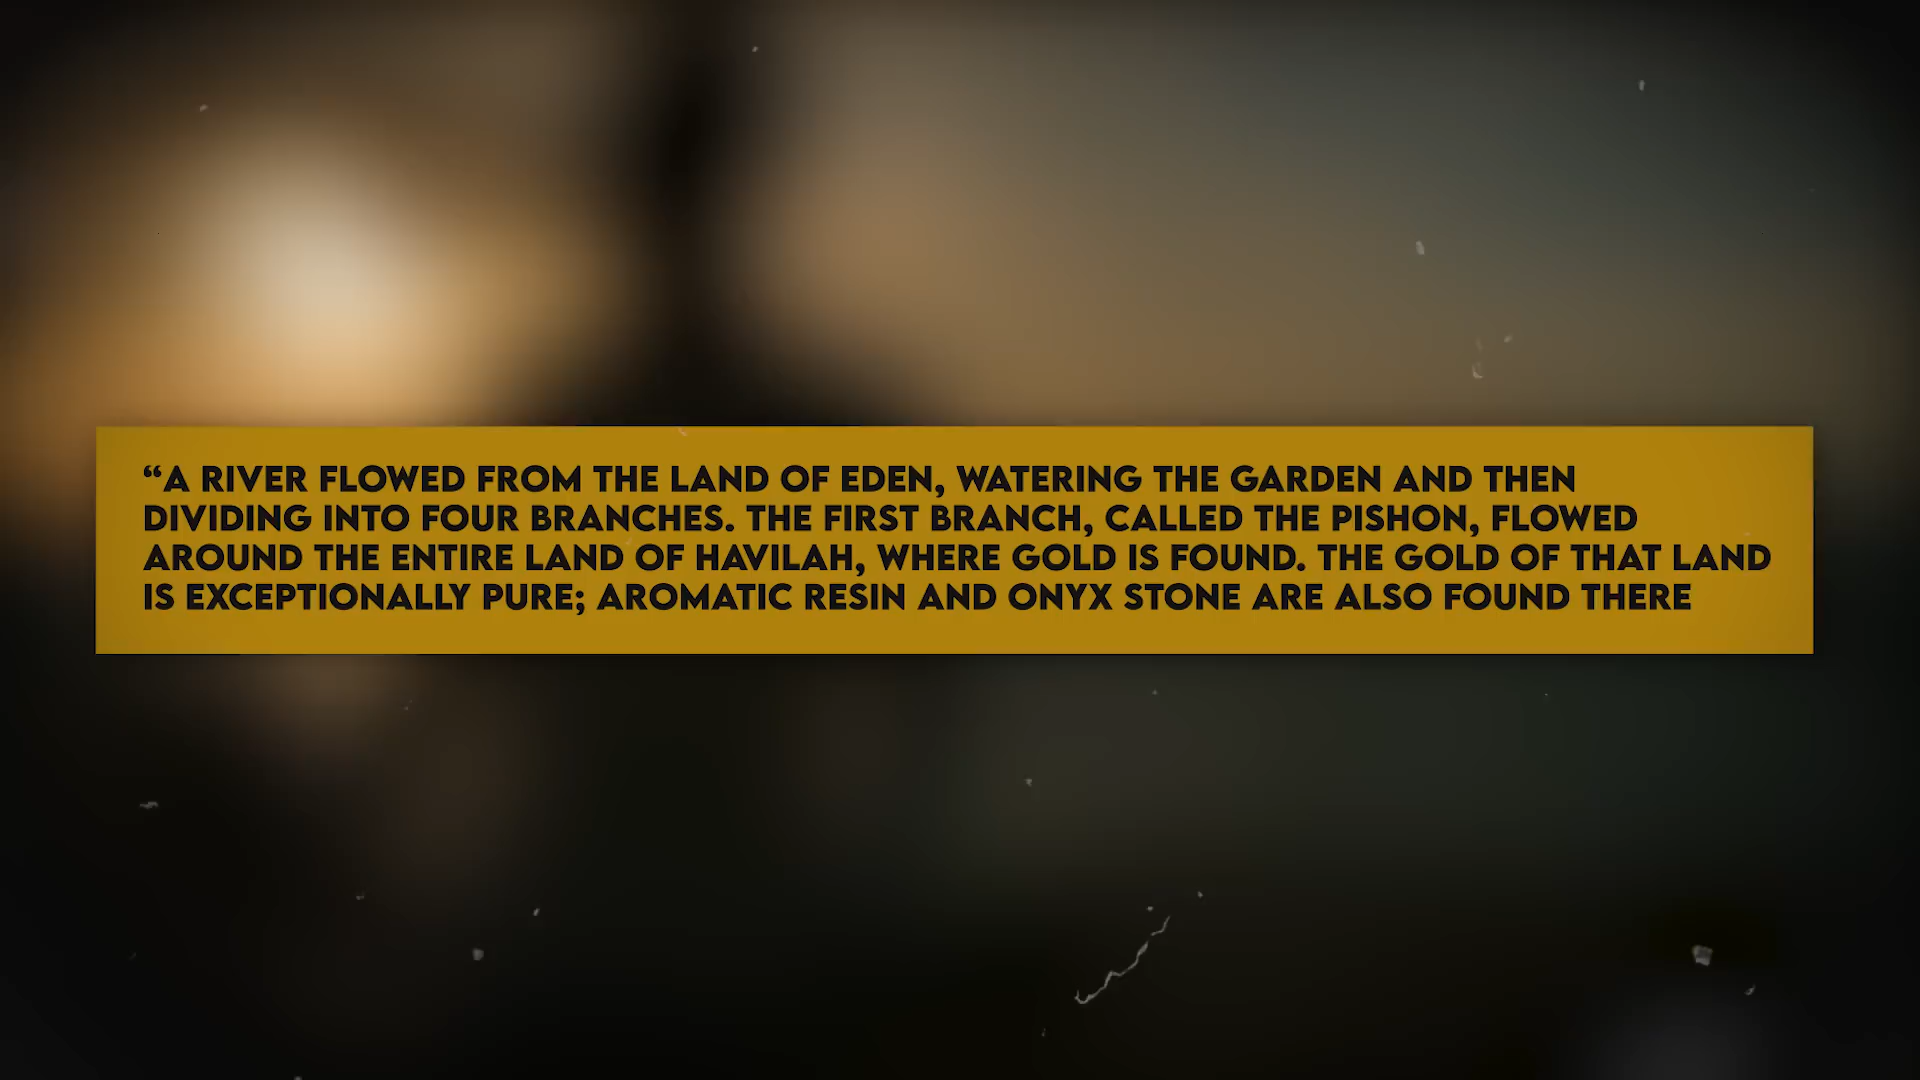 “A RIVER FLOWED FROM THE LAND OF EDEN, WATERING THE GARDEN AND THEN
DIVIDING INTO FOUR BRANCHES. THE FIRST BRANCH, CALLED THE PISHON, FLOWED
AROUND THE ENTIRE LAND OF HAVILAH, WHERE GOLD IS FOUND. THE GOLD OF THAT LAND
IS EXCEPTIONALLY PURE; AROMATIC RESIN AND ONYX STONE ARE ALSO FOUND THERE